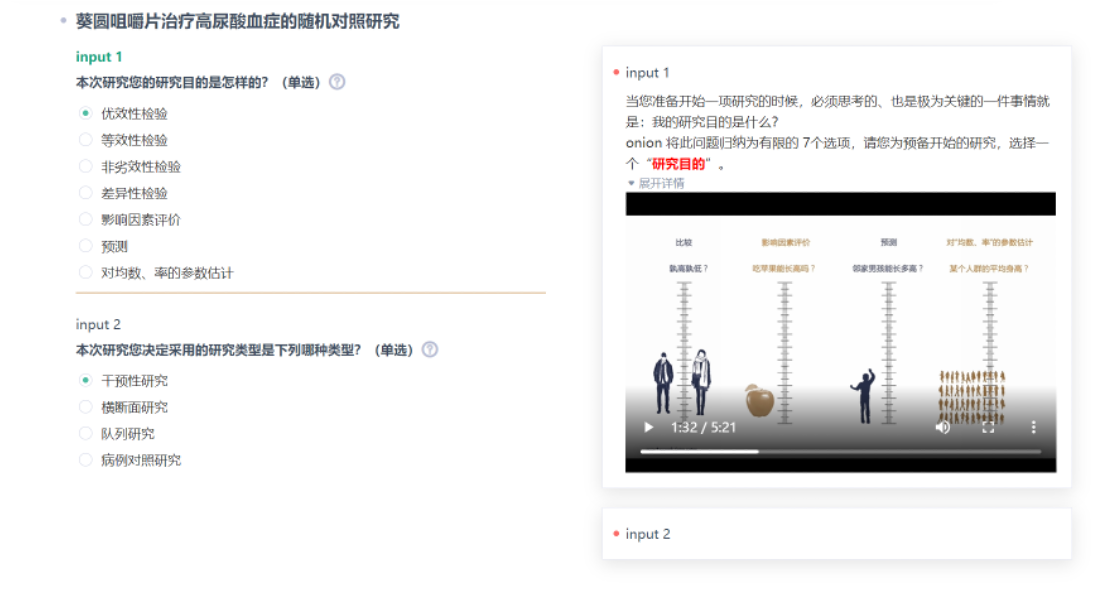 葵圆咀嚼片治疗高尿酸血症的随机对照研究
input 1
本次研究您的研究目的是怎样的？（单选）
优效性检验
等效性检验
非劣效性检验
差异性检验
影响因素评价
预测
对均数、率的参数估计
input 2
本次研究您决定采用的研究类型是下列哪种类型？（单选）
干预性研究
横断面研究
队列研究
病例对照研究
input 1
当您准备开始一项研究的时候，必须思考的、也是极为关键的一件事情就
是：我的研究目的是什么？
onion 将此问题归纳为有限的 7个选项，请您为预备开始的研究，选择一
个“研究目的”。
展开详情
比较 影响因素评价 预测 对“均数、率”的参数估计
孰高孰低？ 吃苹果能长高吗？ 邻家男孩能长多高？ 某个人群的平均身高？
1:32 / 5:21
input 2